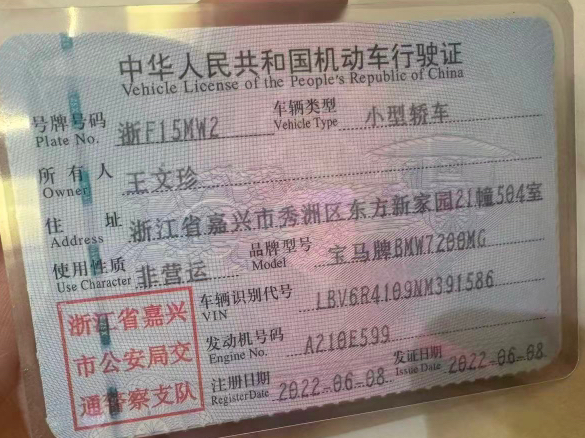 中华人民共和国机动车行驶证
Vehicle License of the People's Republic of China
号牌号码 浙F15MW2 车辆类型 小型轿车
Plate No. Vehicle Type
所有人 王文珍
Owner
住址 浙江省嘉兴市秀洲区东方新家园21幢504室
Address
使用性质 非营运 品牌型号 宝马牌BMW7200MG
Use Character Model
车辆识别代号 LBV6R4109NM391586
VIN
发动机号码 A210E599
Engine No.
注册日期 2022-06-08 发证日期 2022-06-08
Register Date Issue Date
浙江省嘉兴
市公安局交
通警察支队